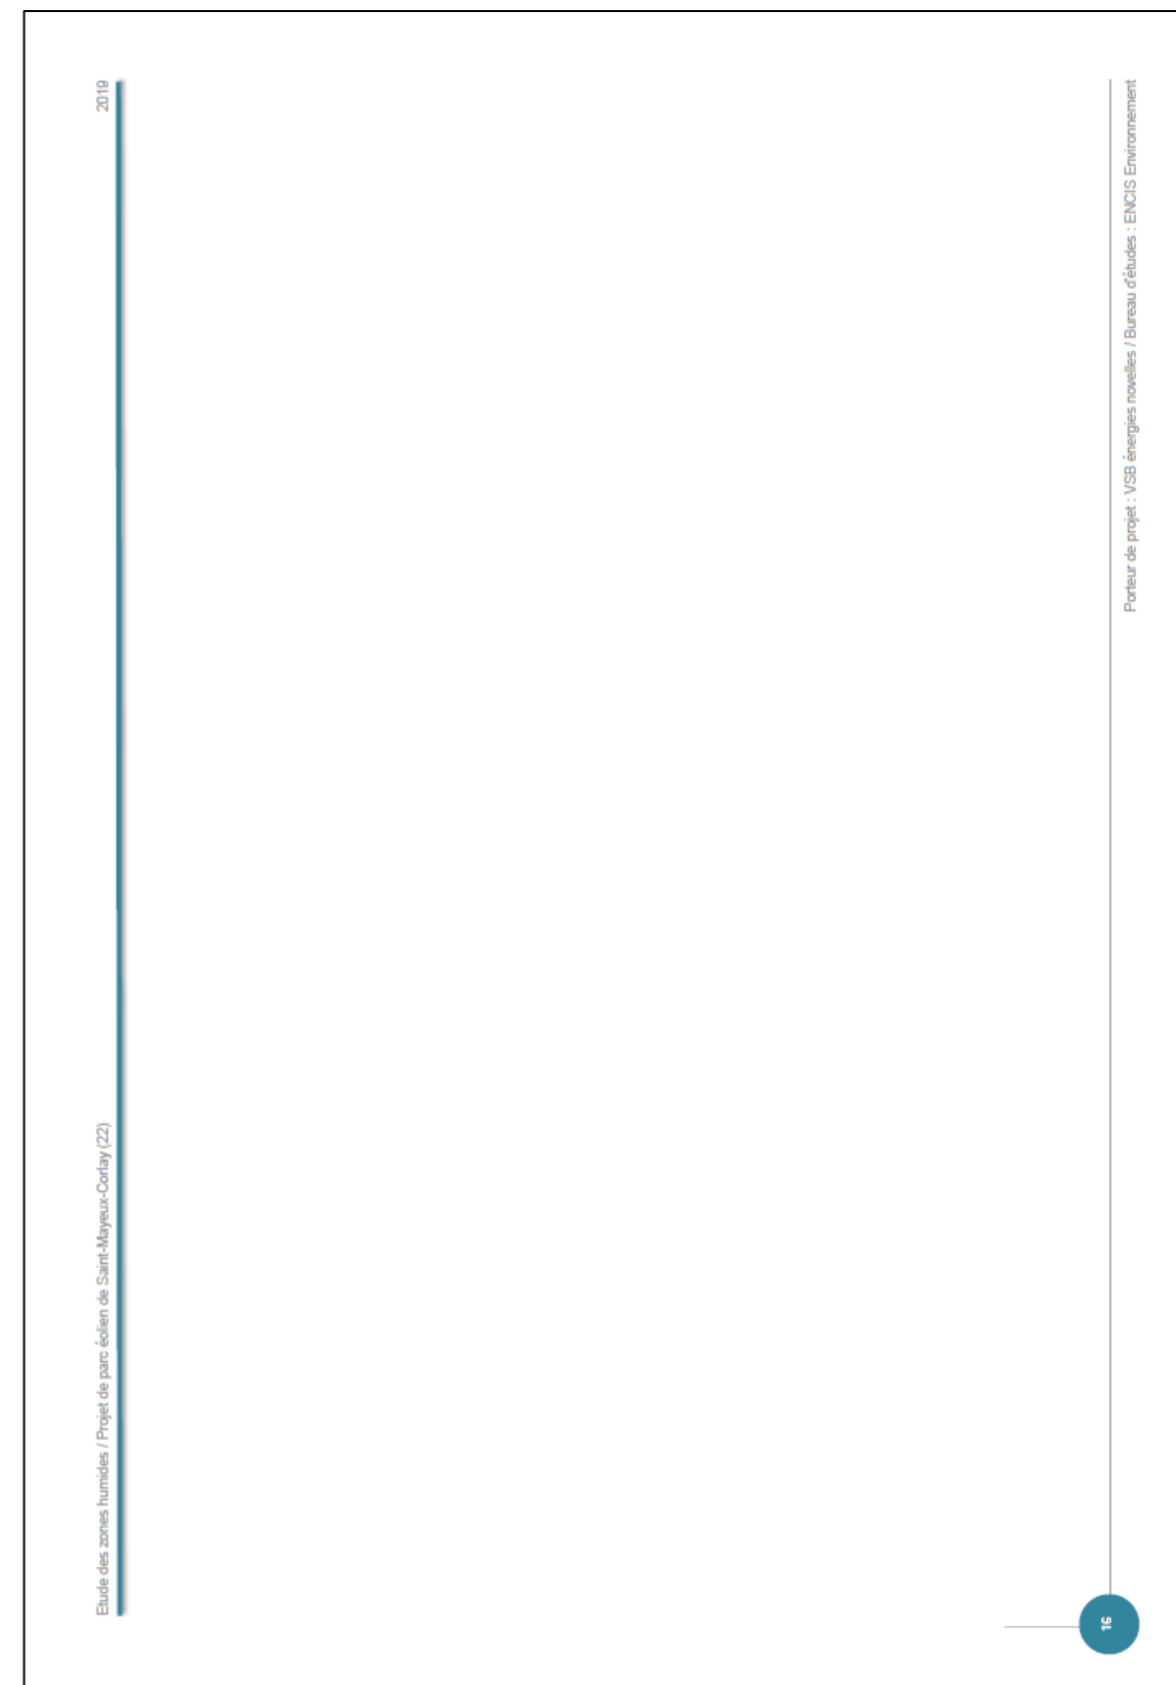 Etude des zones humides / Projet de parc éolien de Saint-Mayeux-Corlay (22)
2019
Porteur de projet : VSB énergies novelles / Bureau d'études : ENCIS Environnement
16